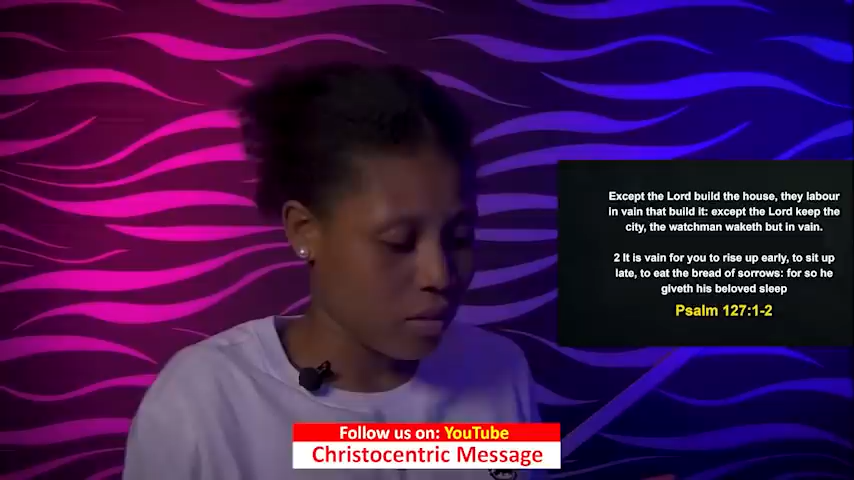 Except the Lord build the house, they labour
in vain that build it: except the Lord keep the
city, the watchman waketh but in vain.
2 It is vain for you to rise up early, to sit up
late, to eat the bread of sorrows: for so he
giveth his beloved sleep
Psalm 127:1-2
Follow us on: YouTube
Christocentric Message